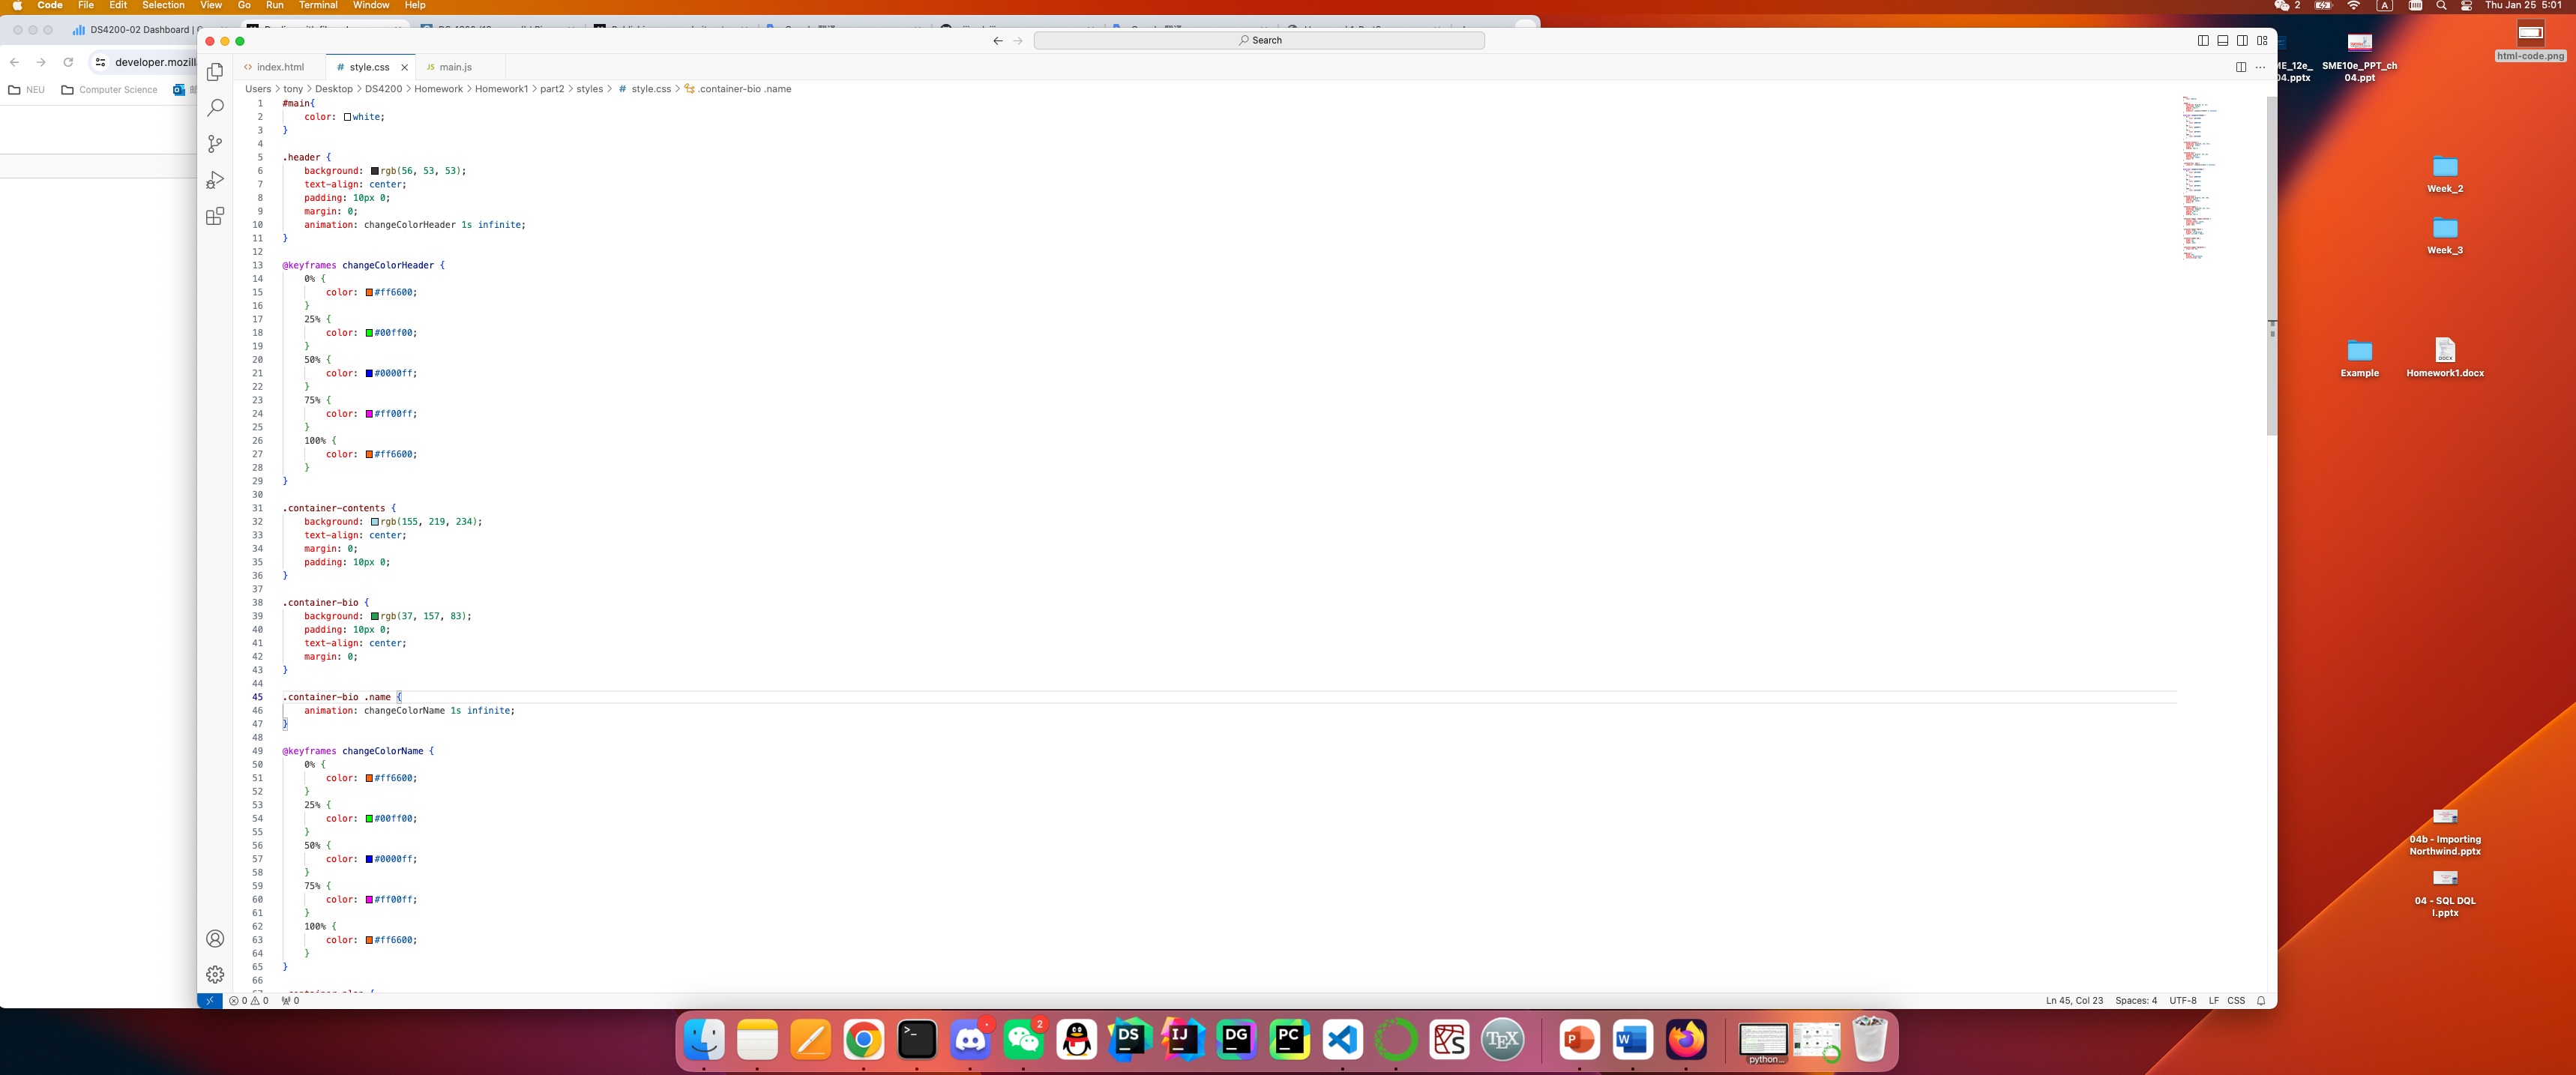 Code File Edit Selection View Go Run Terminal Window Help
2 A Thu Jan 25 5:01
DS4200-02 Dashboard |
developer.mozill
NEU Computer Science
Search
index.html style.css main.js
Users > tony > Desktop > DS4200 > Homework > Homework1 > part2 > styles > # style.css > .container-bio .name
1 #main{
2 color: white;
3 }
4
5 .header {
6 background: rgb(56, 53, 53);
7 text-align: center;
8 padding: 10px 0;
9 margin: 0;
10 animation: changeColorHeader 1s infinite;
11 }
12
13 @keyframes changeColorHeader {
14 0% {
15 color: #ff6600;
16 }
17 25% {
18 color: #00ff00;
19 }
20 50% {
21 color: #0000ff;
22 }
23 75% {
24 color: #ff00ff;
25 }
26 100% {
27 color: #ff6600;
28 }
29 }
30
31 .container-contents {
32 background: rgb(155, 219, 234);
33 text-align: center;
34 margin: 0;
35 padding: 10px 0;
36 }
37
38 .container-bio {
39 background: rgb(37, 157, 83);
40 padding: 10px 0;
41 text-align: center;
42 margin: 0;
43 }
44
45 .container-bio .name {
46 animation: changeColorName 1s infinite;
47 }
48
49 @keyframes changeColorName {
50 0% {
51 color: #ff6600;
52 }
53 25% {
54 color: #00ff00;
55 }
56 50% {
57 color: #0000ff;
58 }
59 75% {
60 color: #ff00ff;
61 }
62 100% {
63 color: #ff6600;
64 }
65 }
66
0 0 0
Ln 45, Col 23 Spaces: 4 UTF-8 LF CSS
ME_12e_
04.pptx
SME10e_PPT_ch
04.ppt
html-code.png
Week_2
Week_3
Example
Homework1.docx
04b - Importing
Northwind.pptx
04 - SQL DQL
I.pptx
2
DS
IJ
DG
PC
TEX
P
W
python...